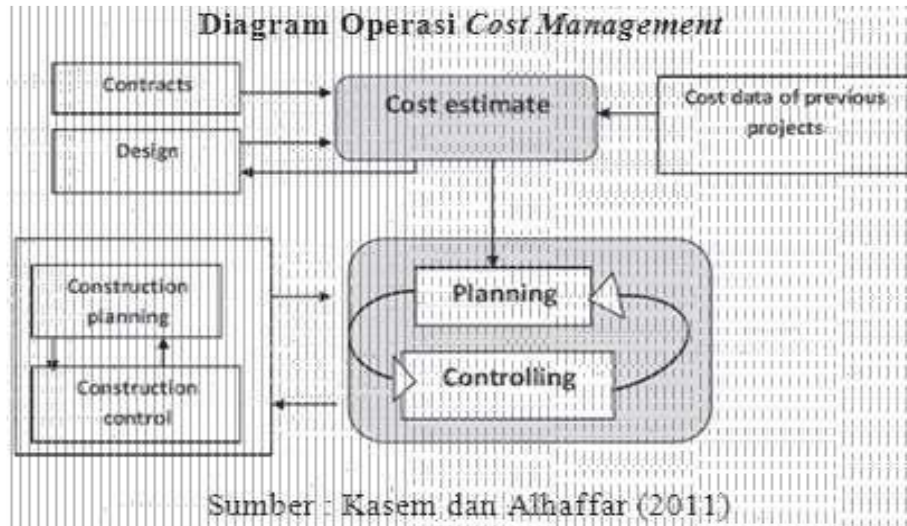 Diagram Operasi Cost Management
Contracts
Cost estimate
Cost data of previous
projects
Design
Construction
planning
Planning
Construction
control
Controlling
Sumber : Kasem dan Alhaffar (2011)